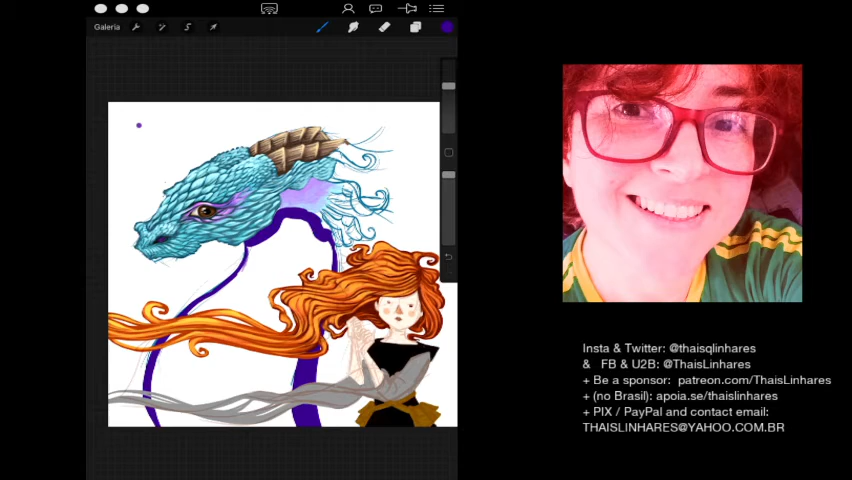 Galeria
Insta & Twitter: @thaisqlinhares
& FB & U2B: @ThaisLinhares
+ Be a sponsor: patreon.com/ThaisLinhares
+ (no Brasil): apoia.se/thaislinhares
+ PIX / PayPal and contact email:
THAISLINHARES@YAHOO.COM.BR